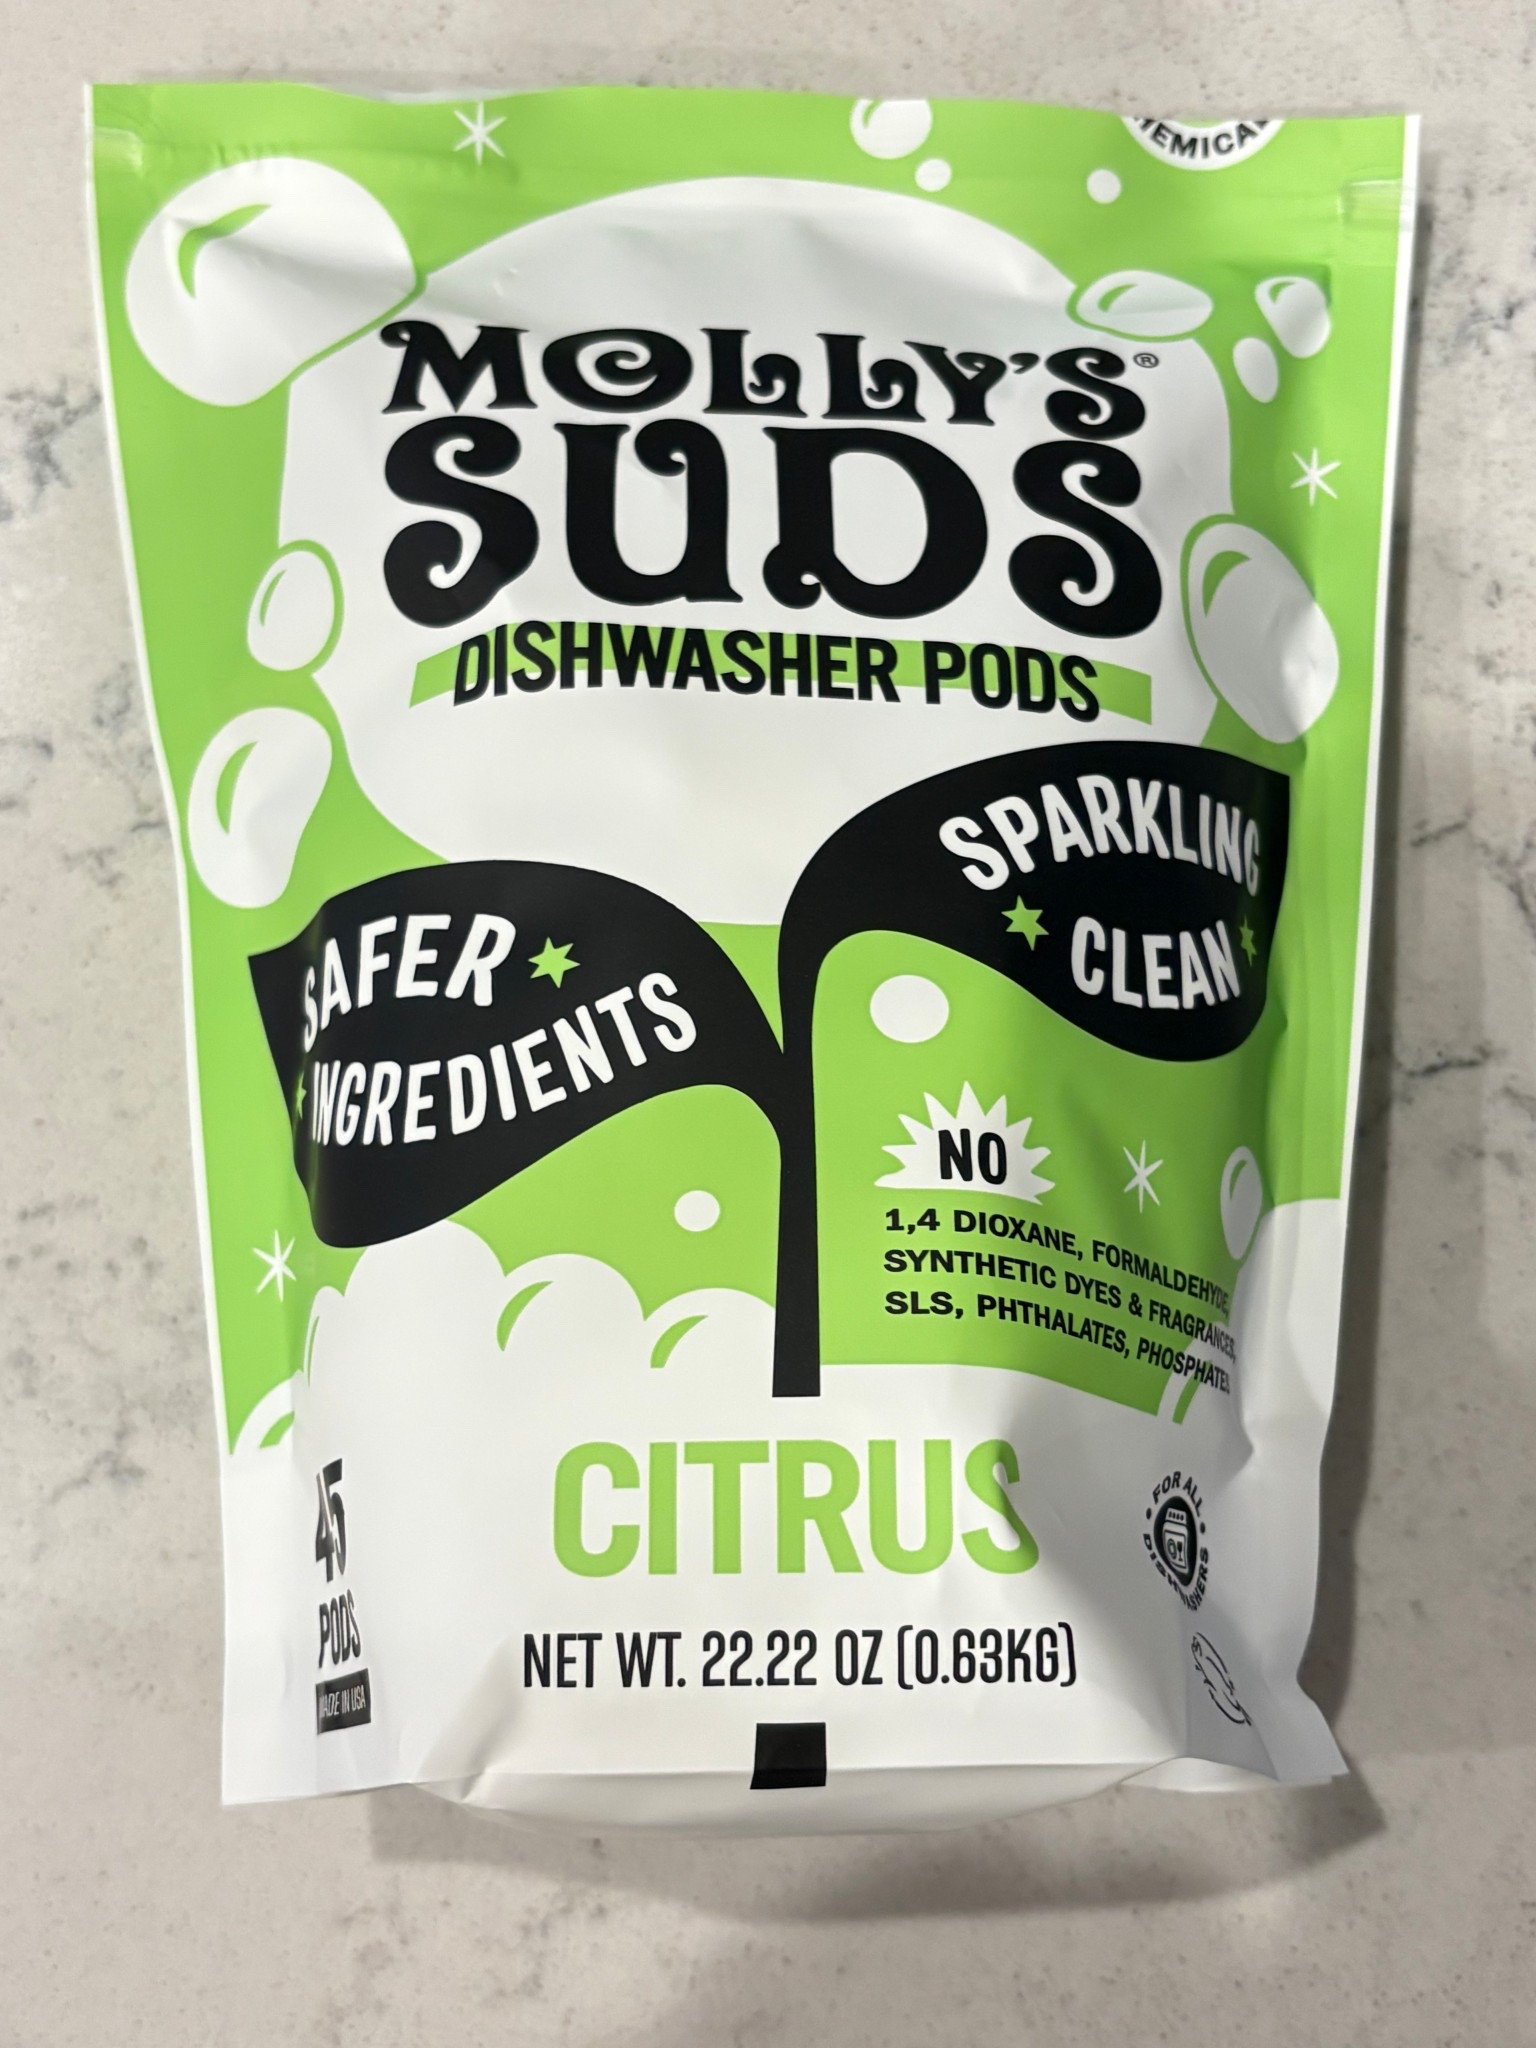 MOLLY'S®
SUDS
DISHWASHER PODS
SPARKLING
CLEAN
SAFER
INGREDIENTS
NO
1,4 DIOXANE, FORMALDEHYDE,
SYNTHETIC DYES & FRAGRANCES,
SLS, PHTHALATES, PHOSPHATES
CITRUS
45
PODS
MADE IN USA
FOR ALL
DISHWASHERS
NET WT. 22.22 OZ (0.63KG)